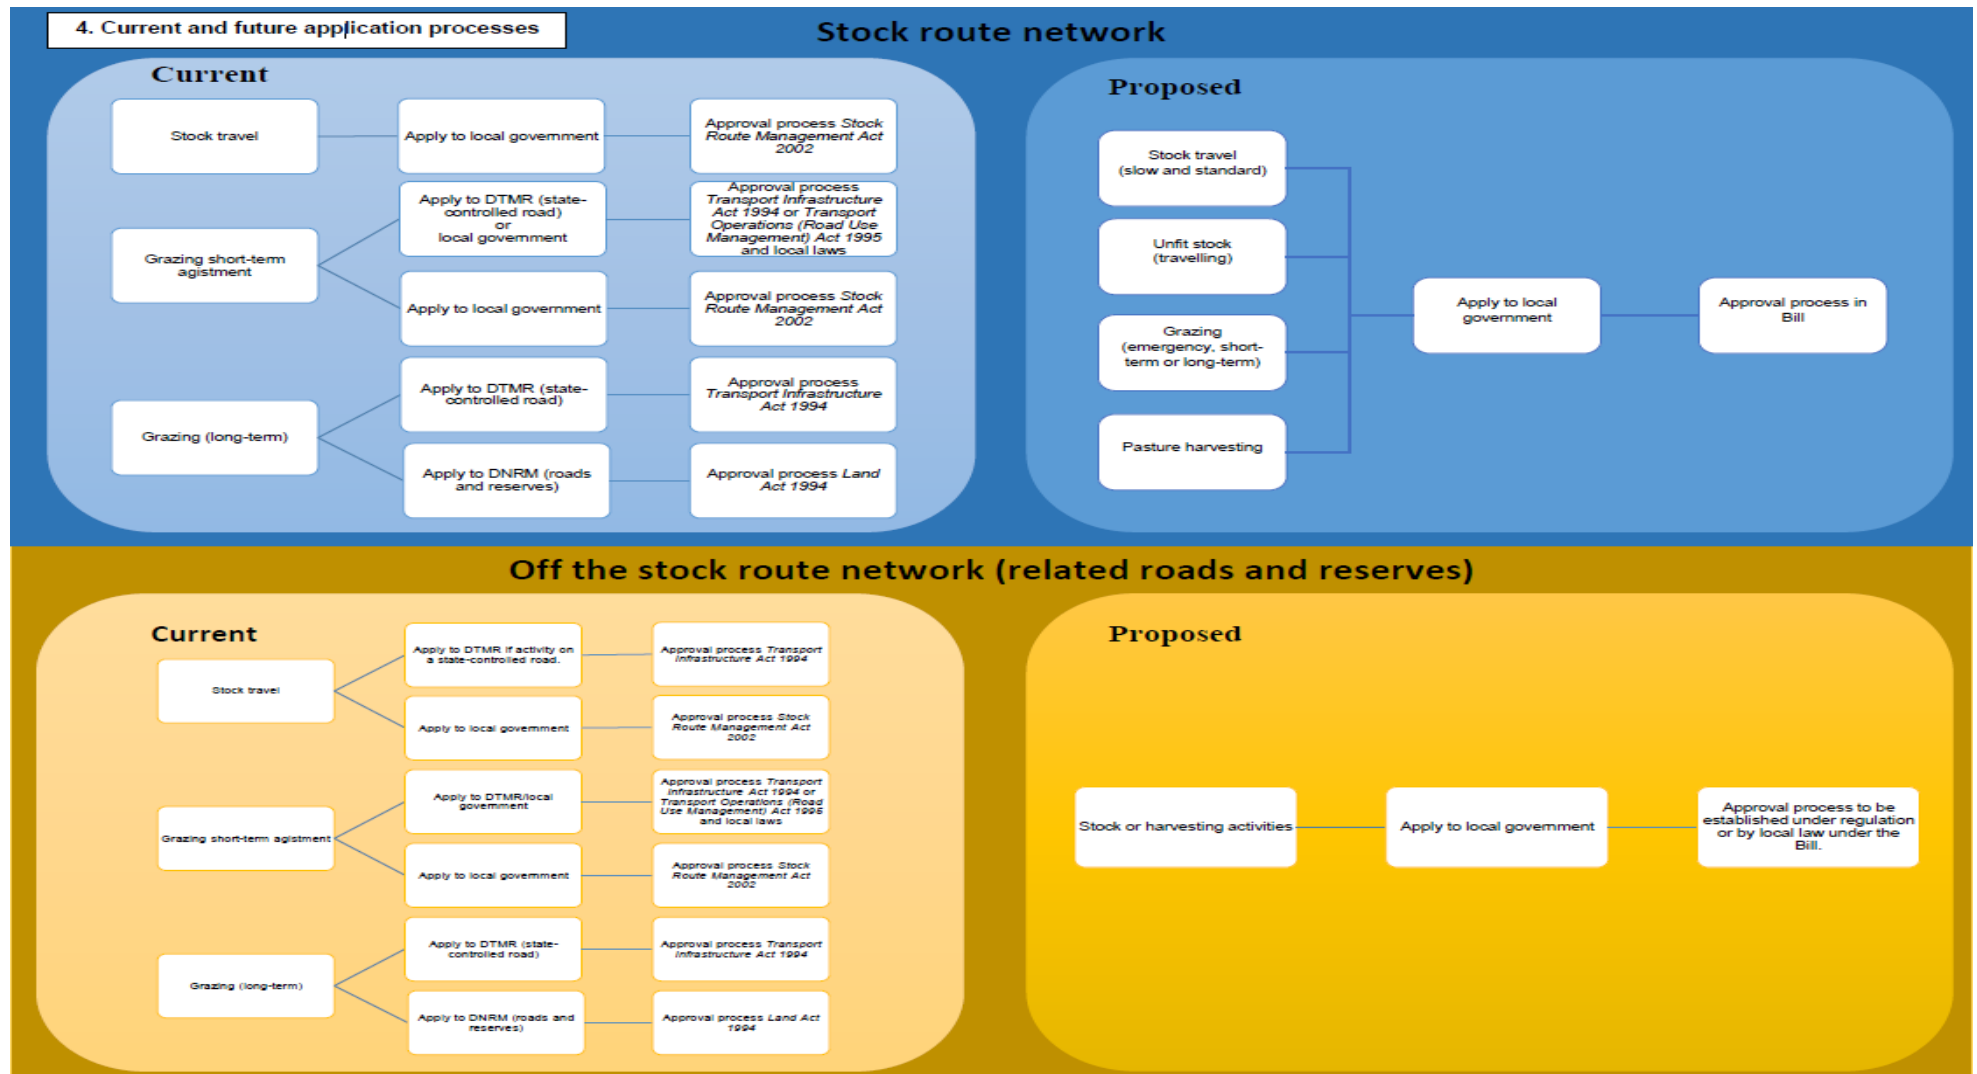 4. Current and future application processes
Stock route network
Current
Stock travel
Apply to local government
Approval process Stock
Route Management Act
2002
Grazing short-term
agistment
Apply to DTMR (state-
controlled road)
or
local government
Approval process
Transport Infrastructure
Act 1994 or Transport
Operations (Road Use
Management) Act 1995
and local laws
Apply to local government
Approval process Stock
Route Management Act
2002
Grazing (long-term)
Apply to DTMR (state-
controlled road)
Approval process
Transport Infrastructure
Act 1994
Apply to DNRM (roads
and reserves)
Approval process Land
Act 1994
Proposed
Stock travel
(slow and standard)
Unfit stock
(travelling)
Grazing
(emergency, short-
term or long-term)
Pasture harvesting
Apply to local
government
Approval process in
Bill
Off the stock route network (related roads and reserves)
Current
Stock travel
Apply to DTMR if activity on
a state-controlled road.
Approval process Transport
Infrastructure Act 1994
Apply to local government
Approval process Stock
Route Management Act
2002
Grazing short-term agistment
Apply to DTMR/local
government
Approval process Transport
Infrastructure Act 1994 or
Transport Operations (Road
Use Management) Act 1995
and local laws
Apply to local government
Approval process Stock
Route Management Act
2002
Grazing (long-term)
Apply to DTMR (state-
controlled road)
Approval process Transport
Infrastructure Act 1994
Apply to DNRM (roads and
reserves)
Approval process Land Act
1994
Proposed
Stock or harvesting activities
Apply to local government
Approval process to be
established under regulation
or by local law under the
Bill.